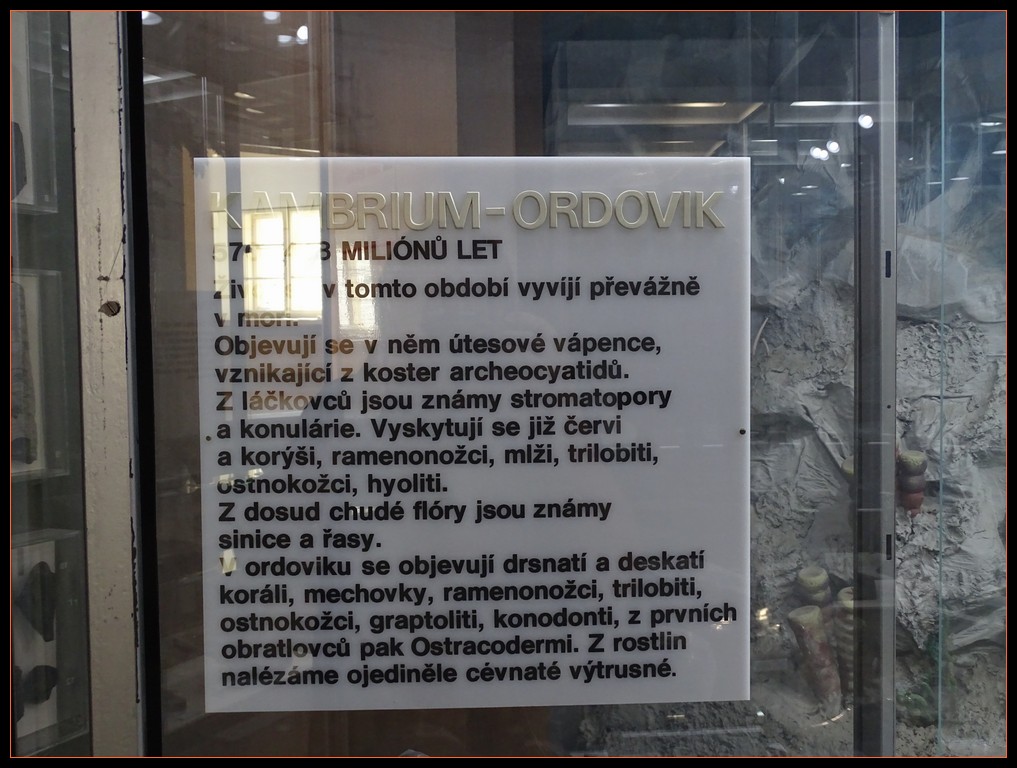 KAMBRIUM-ORDOVIK
MILIÓNŮ LET
v tomto období vyvíjí převážně
v moři.
Objevují se v něm útesové vápence,
vznikající z koster archeocyatidů.
Z láčkovců jsou známy stromatopory
a konulárie. Vyskytují se již červi
a korýši, ramenonožci, mlži, trilobiti,
ostnokožci, hyoliti.
Z dosud chudé flóry jsou známy
sinice a řasy.
V ordoviku se objevují drsnatí a deskatí
koráli, mechovky, ramenonožci, trilobiti,
ostnokožci, graptoliti, konodonti, z prvních
obratlovců pak Ostracodermi. Z rostlin
nalézáme ojediněle cévnaté výtrusné.